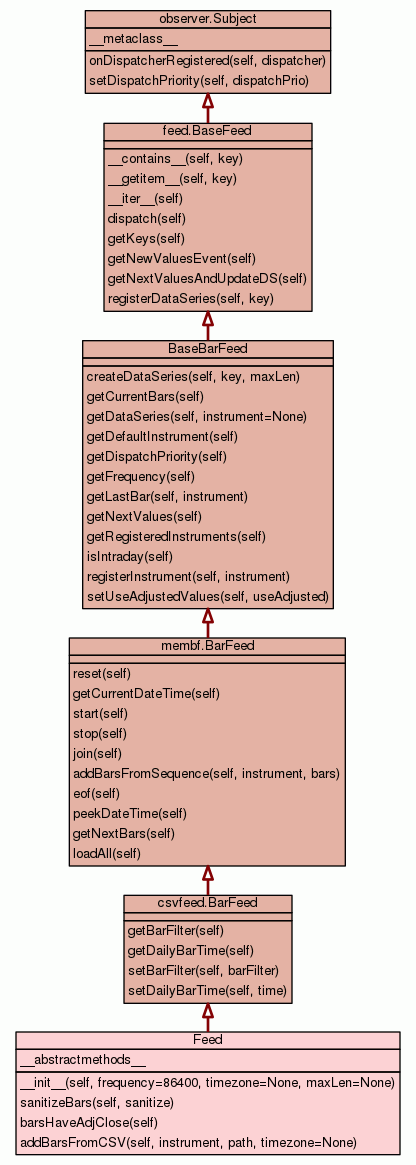 observer.Subject
__metaclass__
onDispatcherRegistered(self, dispatcher)
setDispatchPriority(self, dispatchPrio)
feed.BaseFeed
__contains__(self, key)
__getitem__(self, key)
__iter__(self)
dispatch(self)
getKeys(self)
getNewValuesEvent(self)
getNextValuesAndUpdateDS(self)
registerDataSeries(self, key)
BaseBarFeed
createDataSeries(self, key, maxLen)
getCurrentBars(self)
getDataSeries(self, instrument=None)
getDefaultInstrument(self)
getDispatchPriority(self)
getFrequency(self)
getLastBar(self, instrument)
getNextValues(self)
getRegisteredInstruments(self)
isIntraday(self)
registerInstrument(self, instrument)
setUseAdjustedValues(self, useAdjusted)
membf.BarFeed
reset(self)
getCurrentDateTime(self)
start(self)
stop(self)
join(self)
addBarsFromSequence(self, instrument, bars)
eof(self)
peekDateTime(self)
getNextBars(self)
loadAll(self)
csvfeed.BarFeed
getBarFilter(self)
getDailyBarTime(self)
setBarFilter(self, barFilter)
setDailyBarTime(self, time)
Feed
__abstractmethods__
__init__(self, frequency=86400, timezone=None, maxLen=None)
sanitizeBars(self, sanitize)
barsHaveAdjClose(self)
addBarsFromCSV(self, instrument, path, timezone=None)